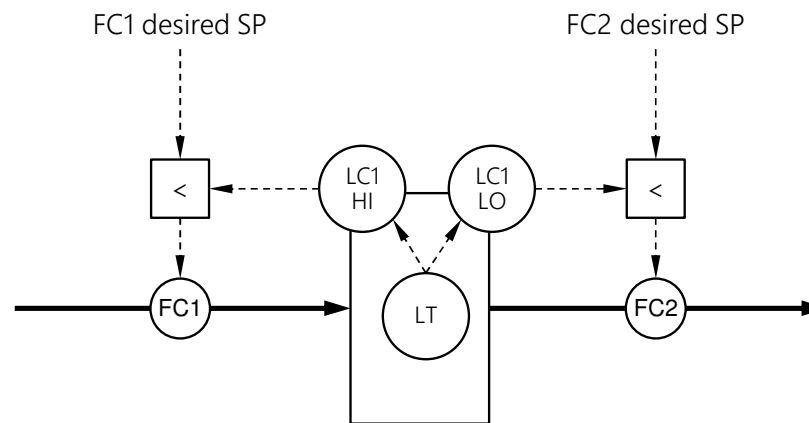 FC1 desired SP
FC2 desired SP
<
LC1
HI
LC1
LO
<
FC1
LT
FC2